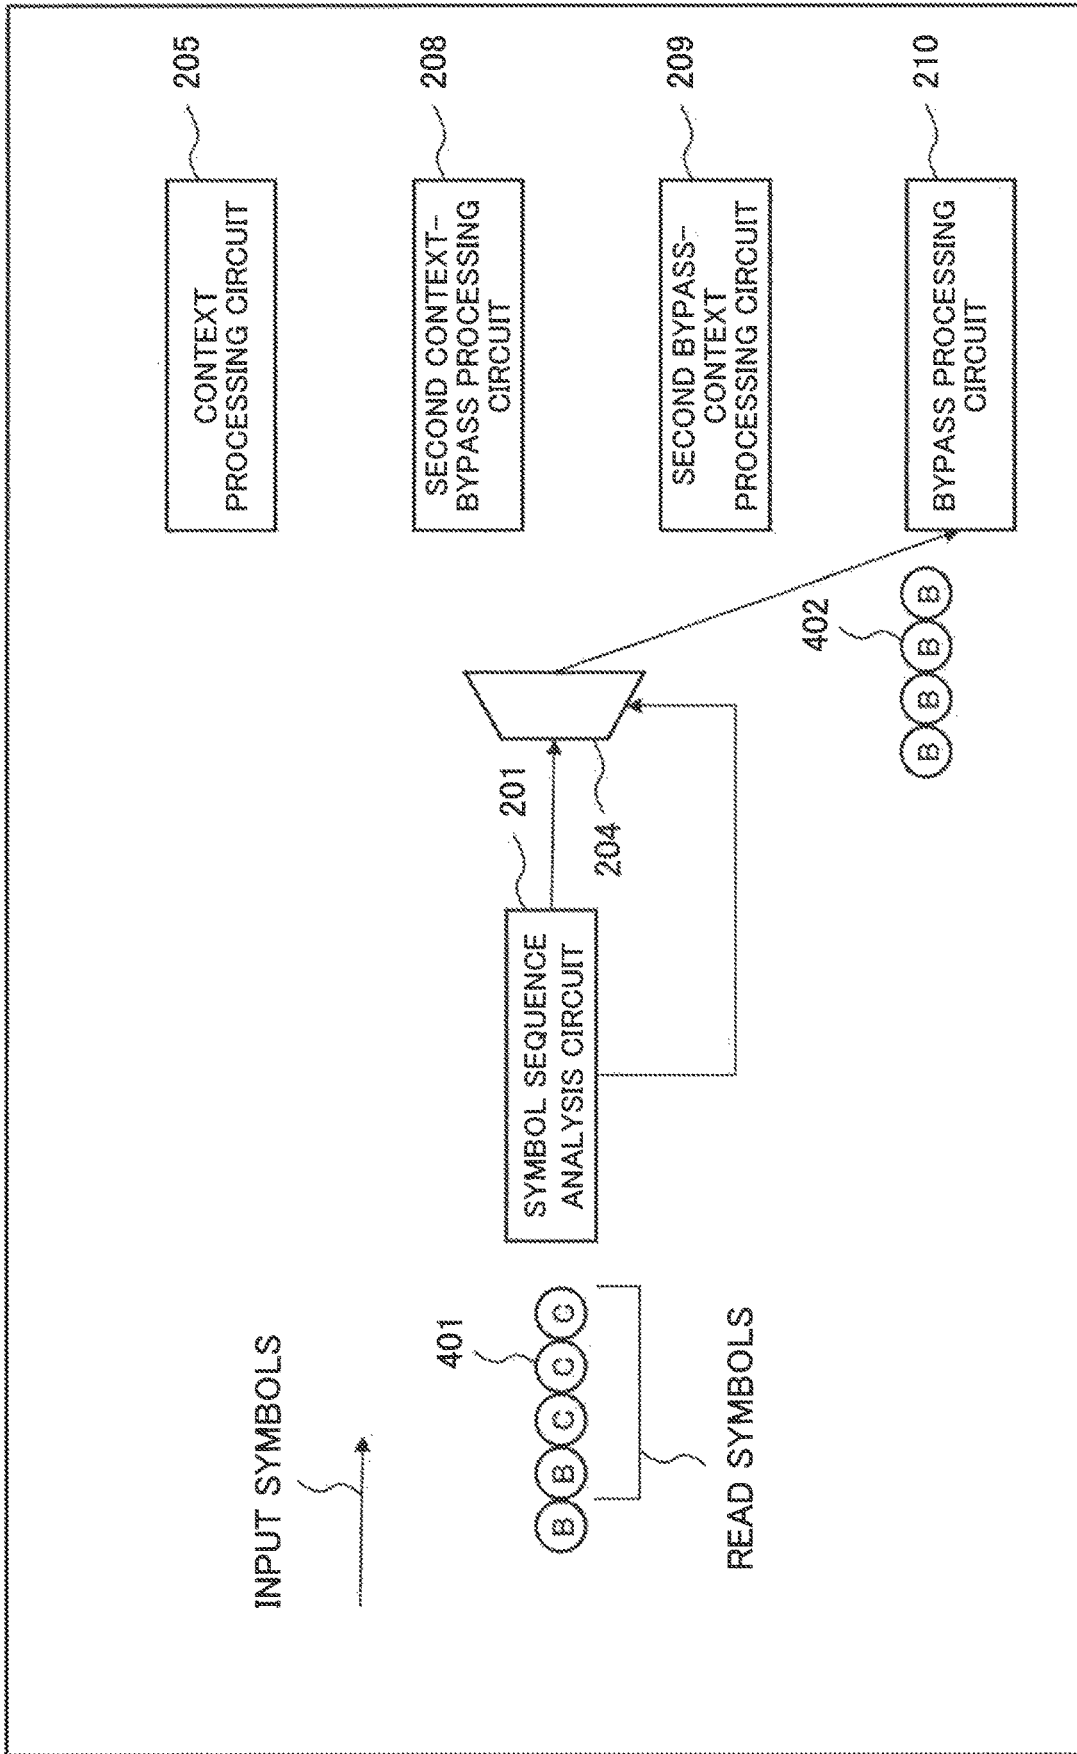 INPUT SYMBOLS
401
B B C C C
READ SYMBOLS
SYMBOL SEQUENCE
ANALYSIS CIRCUIT
201
204
402
B B B B
CONTEXT
PROCESSING CIRCUIT
205
SECOND CONTEXT-
BYPASS PROCESSING
CIRCUIT
208
SECOND BYPASS-
CONTEXT
PROCESSING CIRCUIT
209
BYPASS PROCESSING
CIRCUIT
210